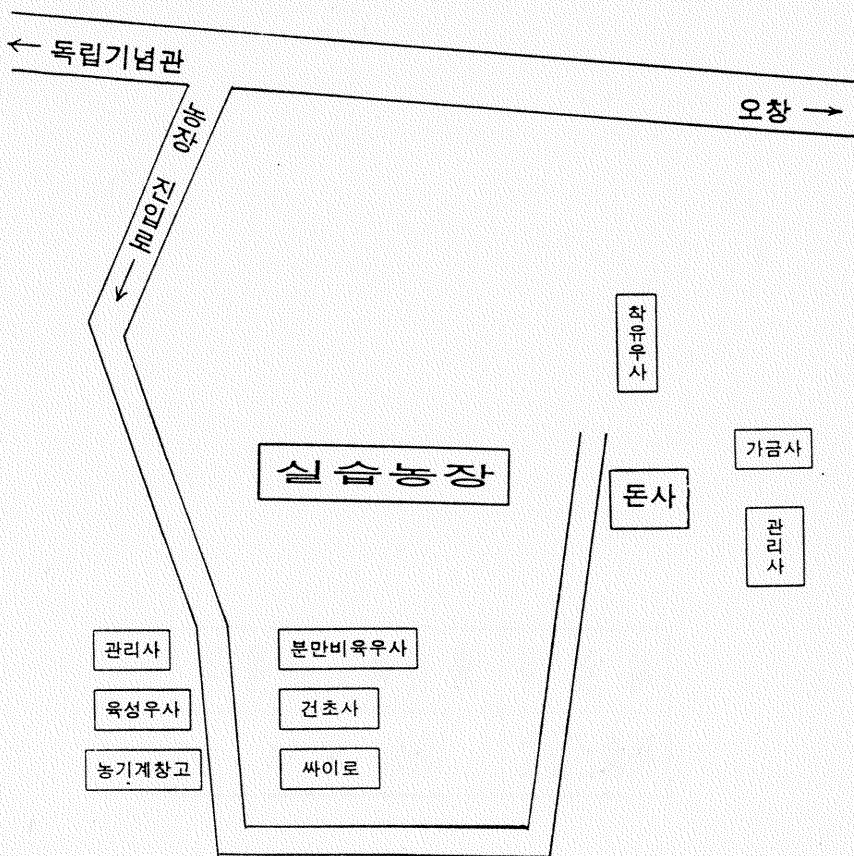 ← 독립기념관
오창 →
농장 진입로 →
착유우사
가금사
실습농장
돈사
관리사
관리사
분만비육우사
육성우사
건초사
농기계창고
싸이로